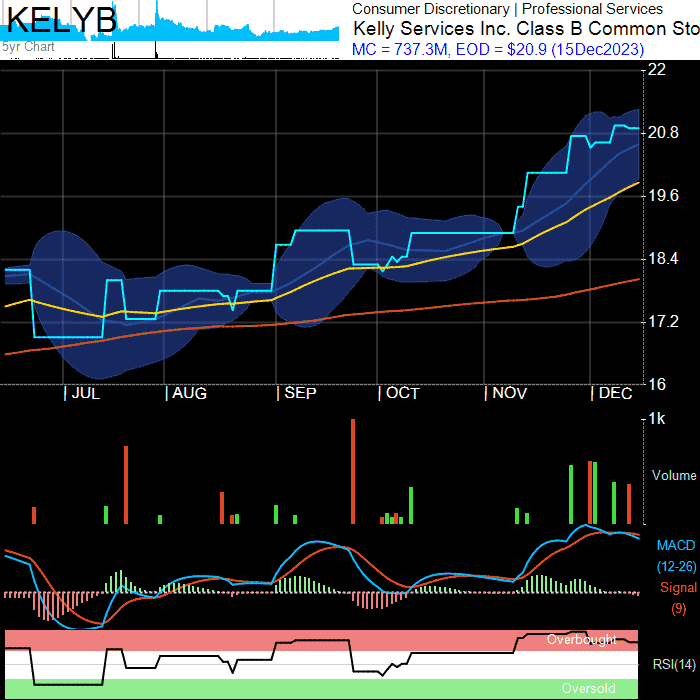 KELYB
5yr Chart
Consumer Discretionary | Professional Services
Kelly Services Inc. Class B Common Sto
MC = 737.3M, EOD = $20.9 (15Dec2023)
22
20.8
19.6
18.4
17.2
16
| JUL | AUG | SEP | OCT | NOV | DEC
1k
Volume
MACD
(12-26)
Signal
(9)
Overbought
RSI(14)
Oversold